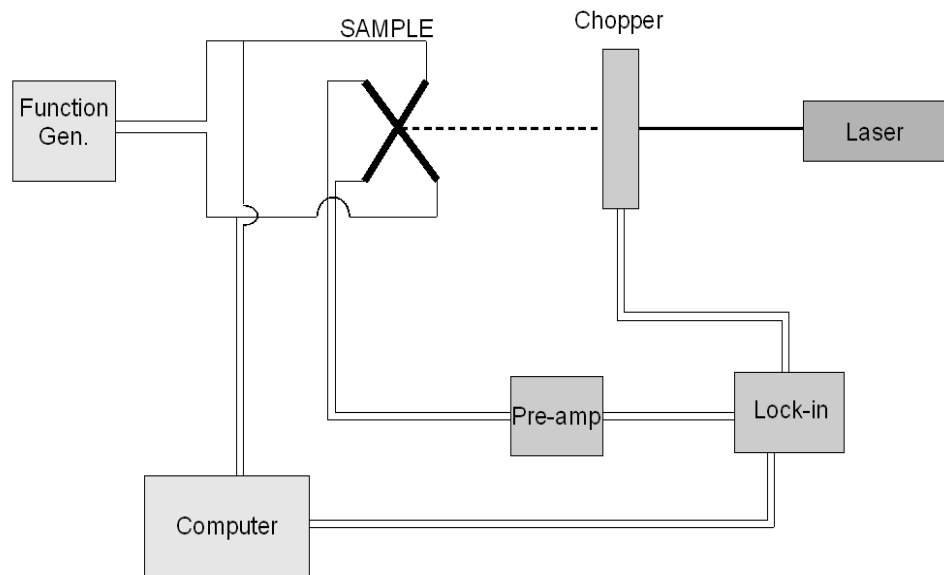 SAMPLE
Chopper
Function
Gen.
Laser
Pre-amp
Lock-in
Computer